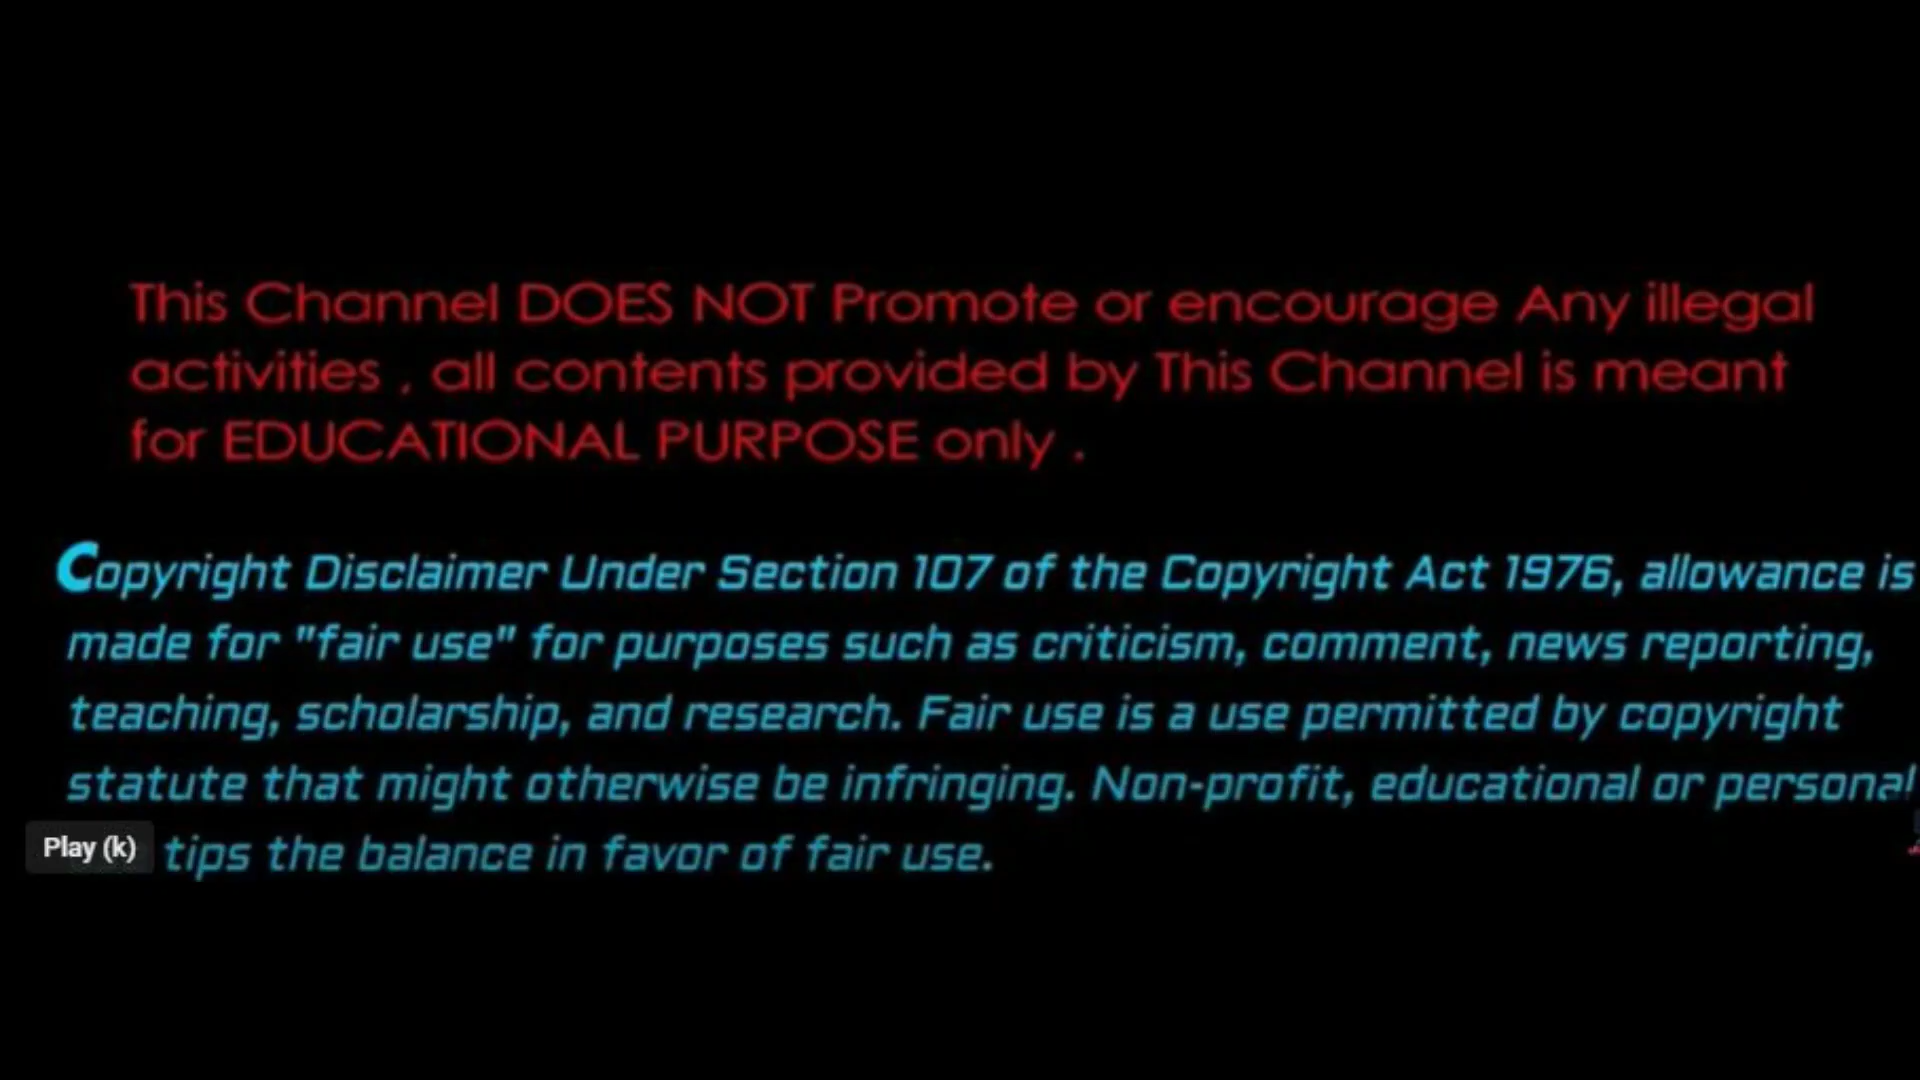 This Channel DOES NOT Promote or encourage Any illegal
activities , all contents provided by This Channel is meant
for EDUCATIONAL PURPOSE only .
Copyright Disclaimer Under Section 107 of the Copyright Act 1976, allowance is
made for "fair use" for purposes such as criticism, comment, news reporting,
teaching, scholarship, and research. Fair use is a use permitted by copyright
statute that might otherwise be infringing. Non-profit, educational or personal
Play (k) tips the balance in favor of fair use.